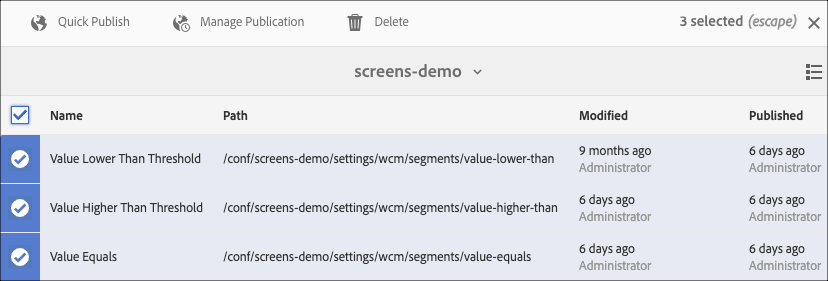 Quick Publish Manage Publication Delete 3 selected (escape)
screens-demo
Name Path Modified Published
Value Lower Than Threshold /conf/screens-demo/settings/wcm/segments/value-lower-than 9 months ago 6 days ago
Administrator Administrator
Value Higher Than Threshold /conf/screens-demo/settings/wcm/segments/value-higher-than 6 days ago 6 days ago
Administrator Administrator
Value Equals /conf/screens-demo/settings/wcm/segments/value-equals 6 days ago 6 days ago
Administrator Administrator